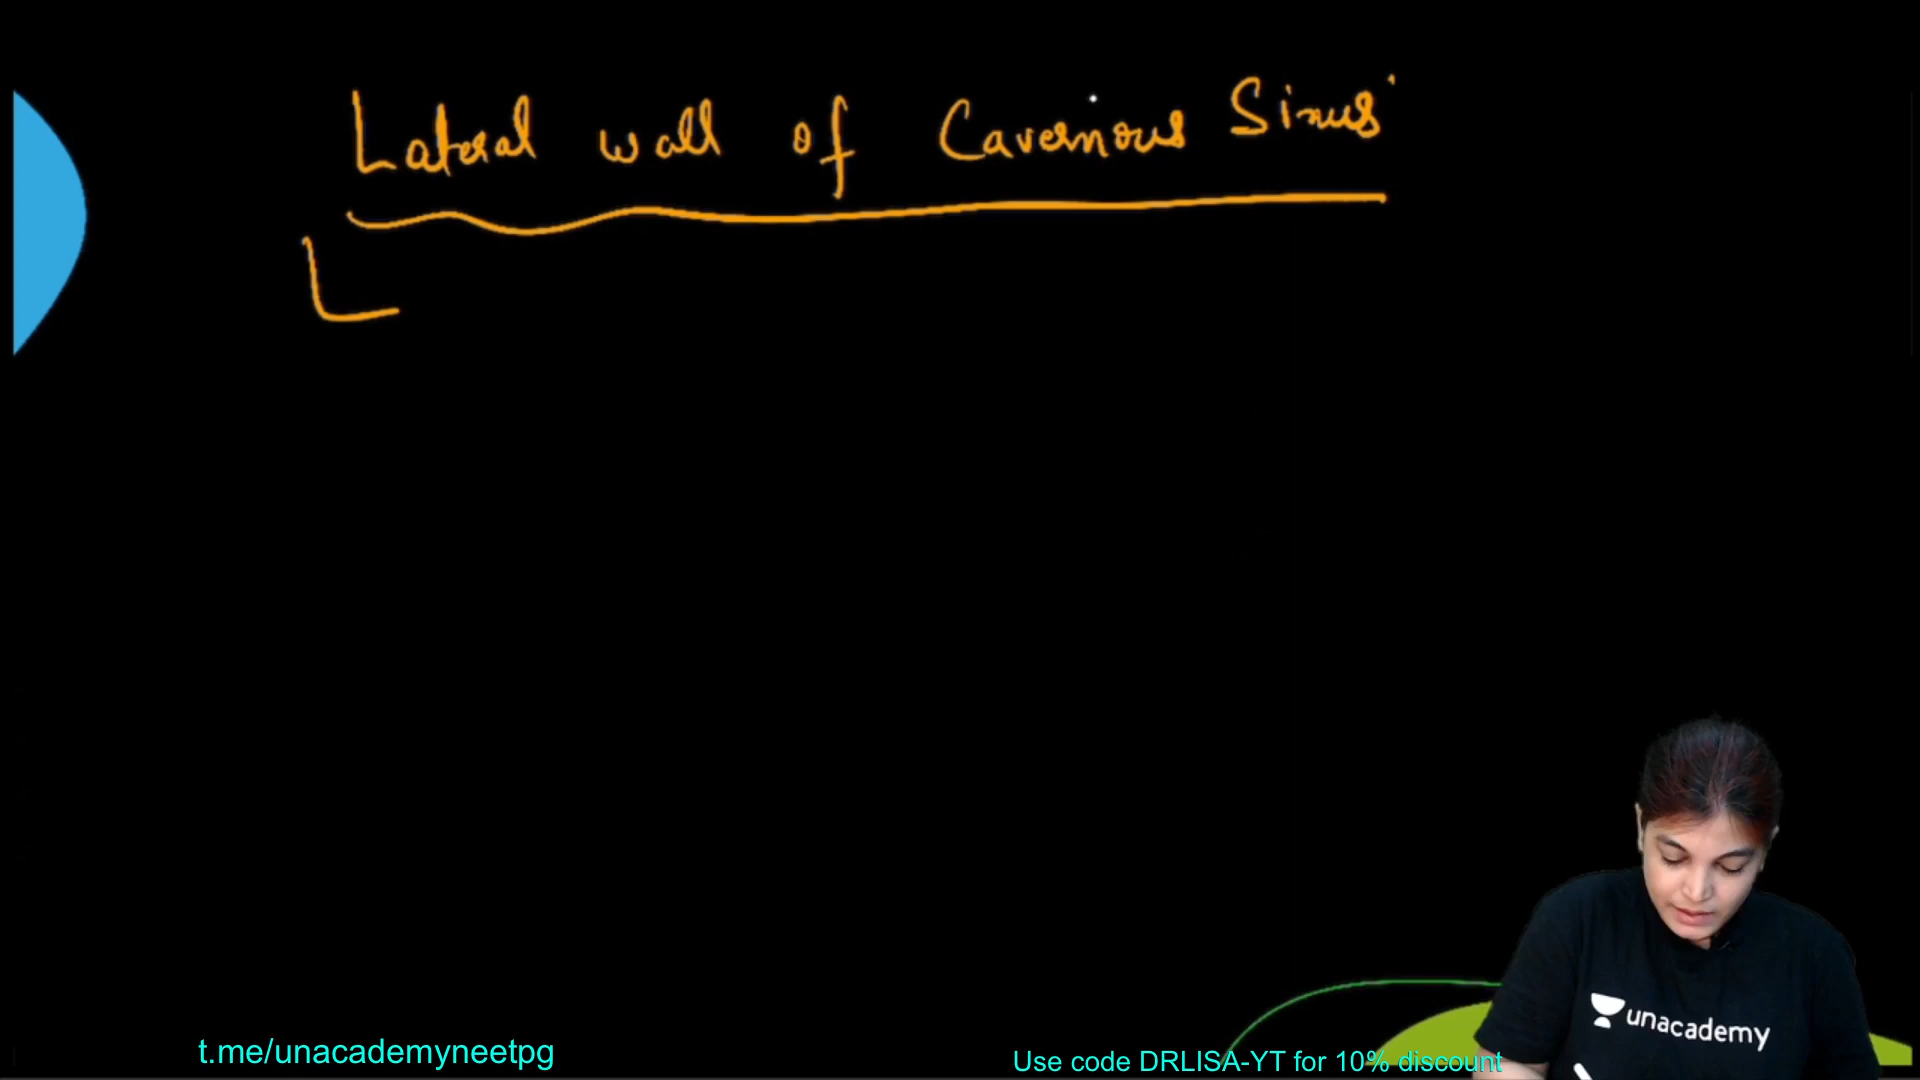 Lateral wall of Cavernous Sinus
unacademy
t.me/unacademyneetpg
Use code DRLISA-YT for 10% discount